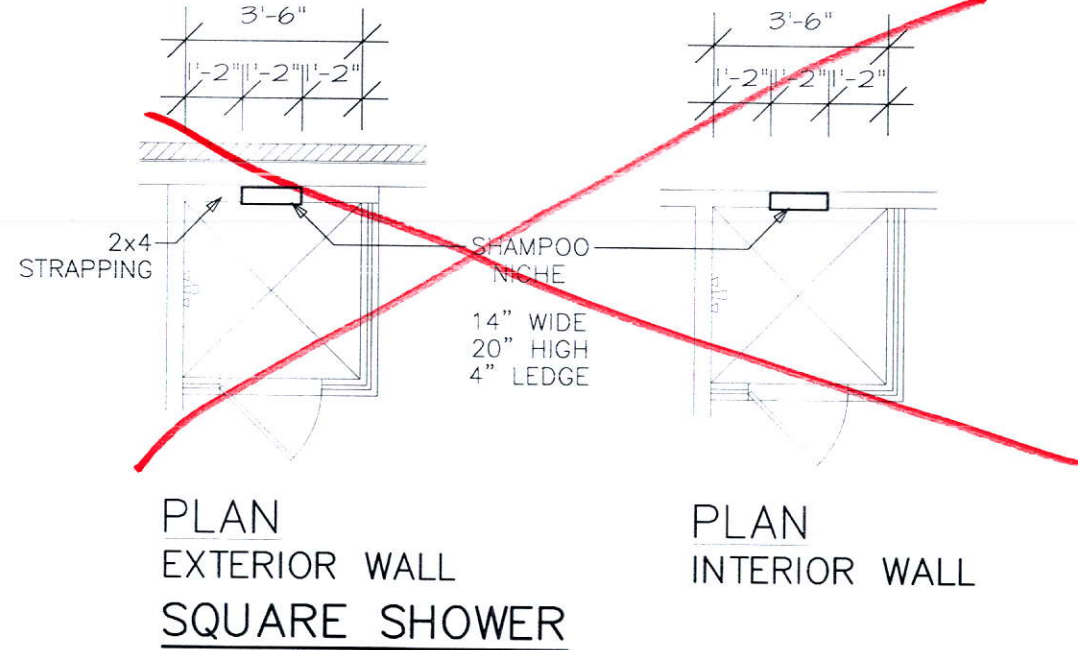 3'-6"
1'-2" 1'-2" 1'-2"
3'-6"
1'-2" 1'-2" 1'-2"
2x4
STRAPPING
SHAMPOO
NICHE
14" WIDE
20" HIGH
4" LEDGE
PLAN
EXTERIOR WALL
SQUARE SHOWER
PLAN
INTERIOR WALL